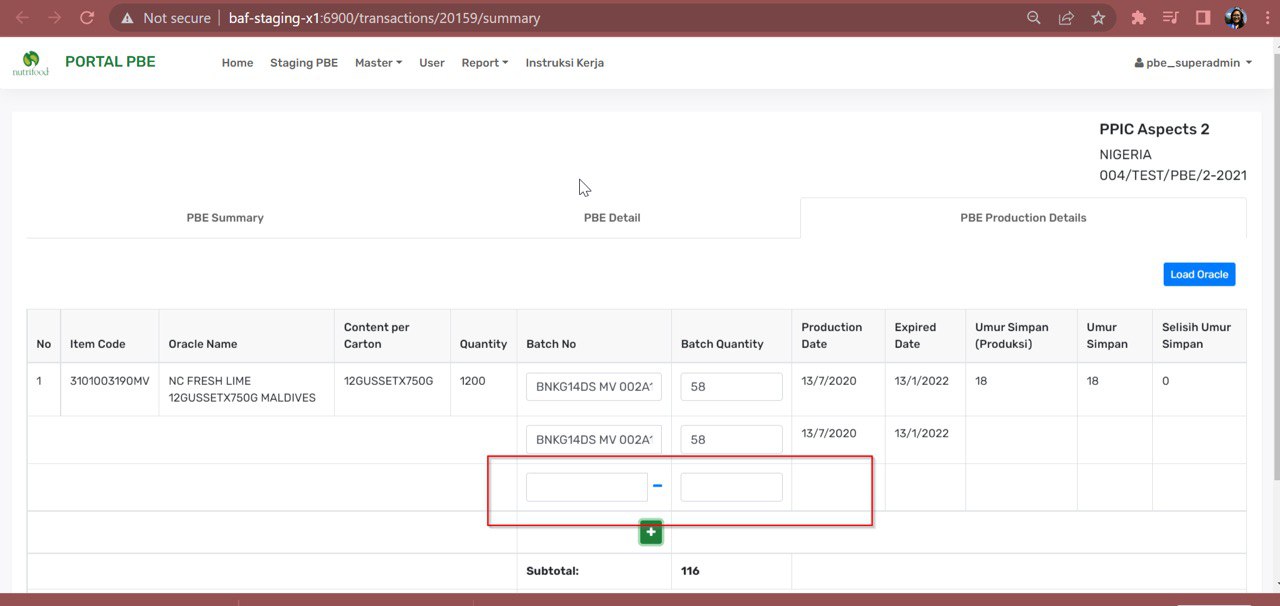 Not secure
baf-staging-x1:6900/transactions/20159/summary
nutrifood
PORTAL PBE
Home
Staging PBE
Master
User
Report
Instruksi Kerja
pbe_superadmin
PPIC Aspects 2
NIGERIA
004/TEST/PBE/2-2021
PBE Summary
PBE Detail
PBE Production Details
Load Oracle
No
Item Code
Oracle Name
Content per
Carton
Quantity
Batch No
Batch Quantity
Production
Date
Expired
Date
Umur Simpan
(Produksi)
Umur
Simpan
Selisih Umur
Simpan
1
3101003190MV
NC FRESH LIME
12GUSSETX750G MALDIVES
12GUSSETX750G
1200
BNKG14DS MV 002A
58
13/7/2020
13/1/2022
18
18
0
BNKG14DS MV 002A
58
13/7/2020
13/1/2022
Subtotal:
116